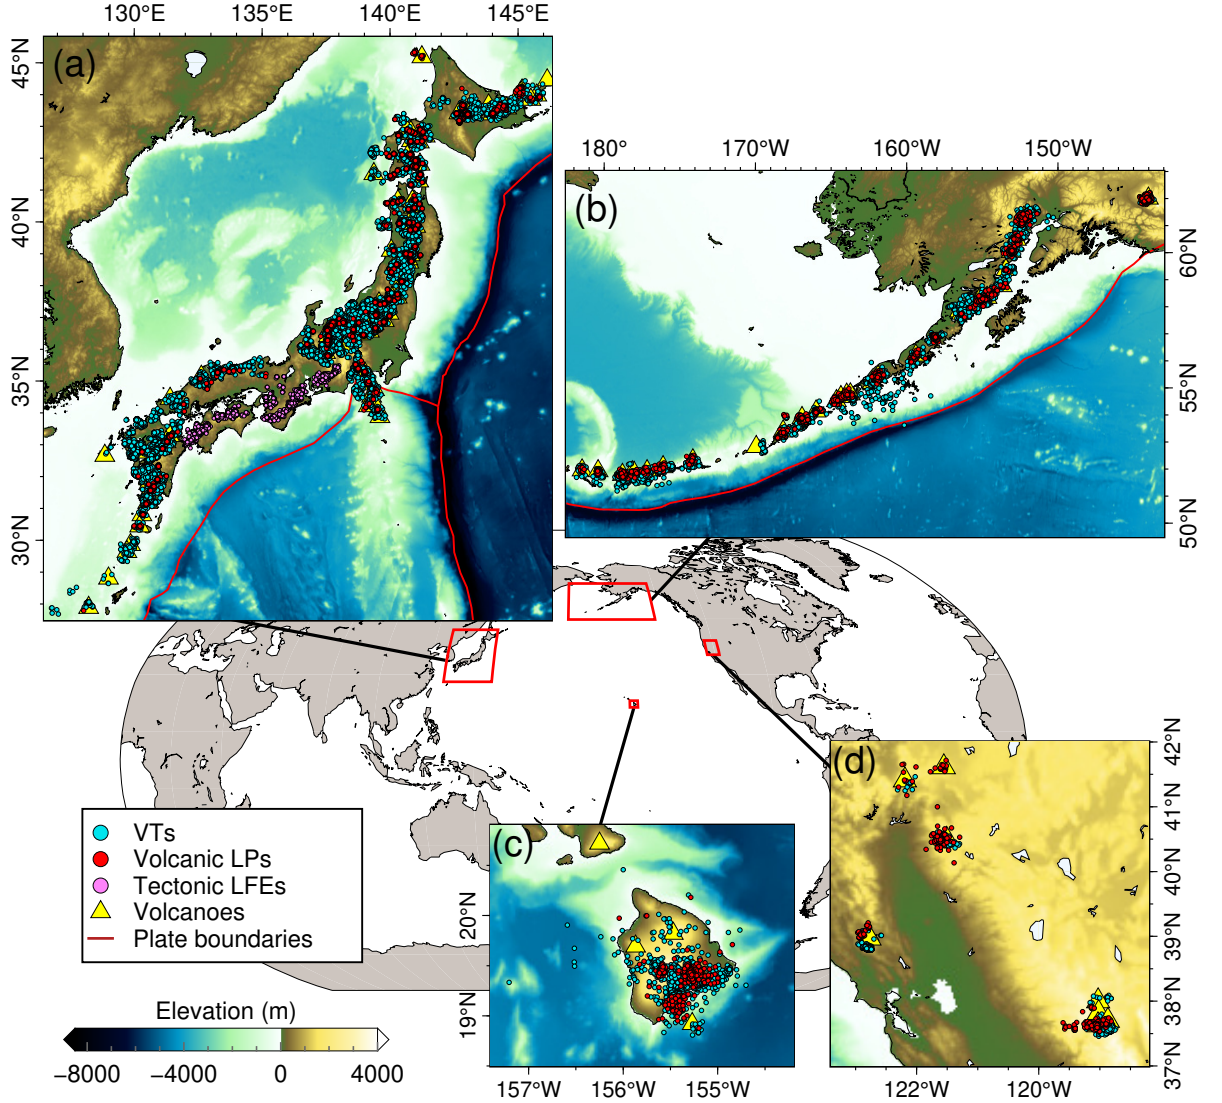 130°E 135°E 140°E 145°E
45°N
40°N
35°N
30°N
(a)
180° 170°W 160°W 150°W
60°N
55°N
50°N
(b)
VTs
Volcanic LPs
Tectonic LFEs
Volcanoes
Plate boundaries
Elevation (m)
−8000 −4000 0 4000
(c)
20°N
19°N
157°W 156°W 155°W
(d)
42°N
41°N
40°N
39°N
38°N
37°N
122°W 120°W